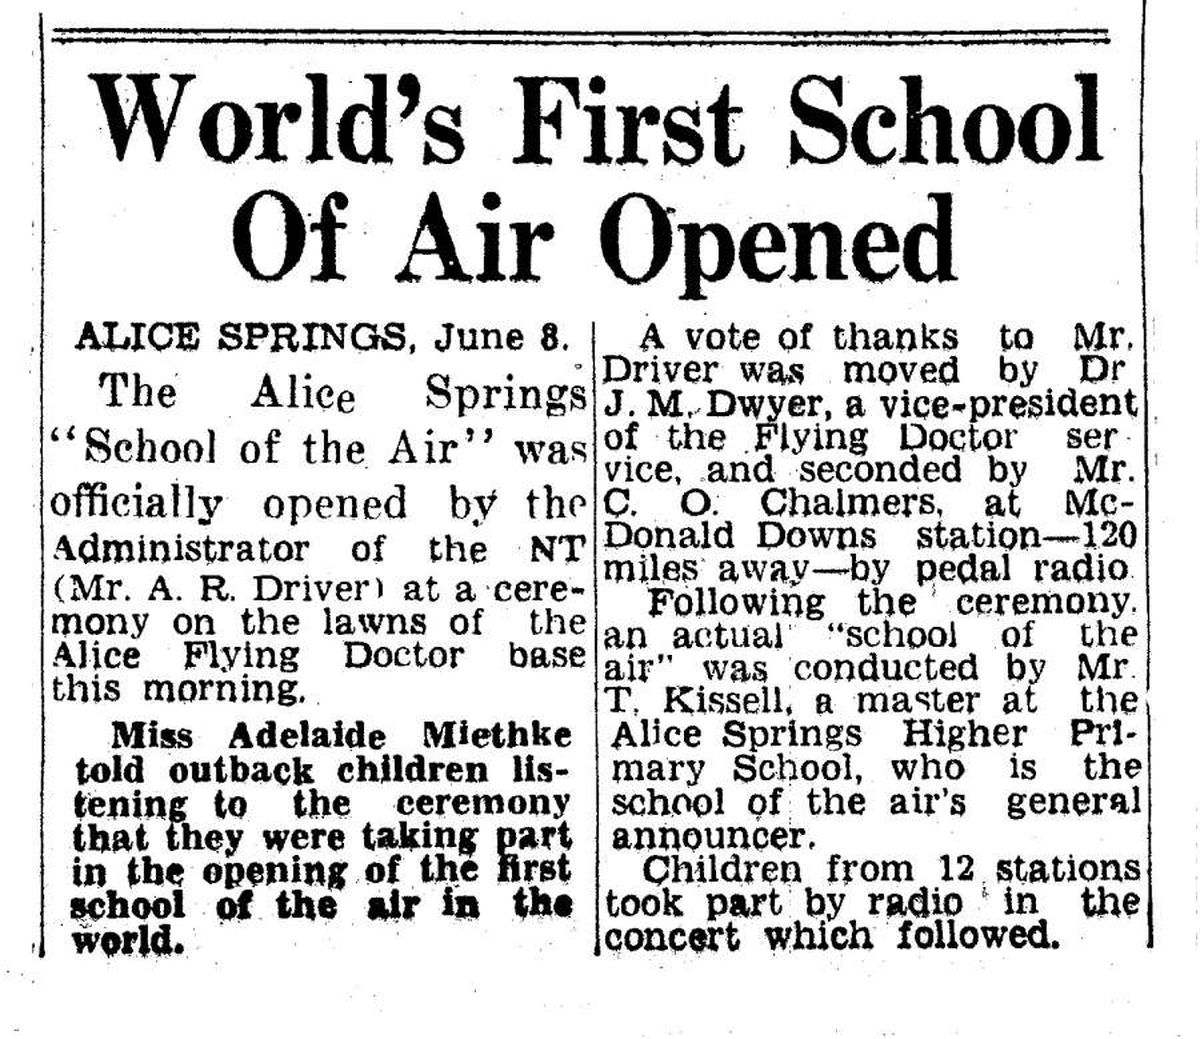 World's First School
Of Air Opened
ALICE SPRINGS, June 8.
The Alice Springs
"School of the Air" was
officially opened by the
Administrator of the NT
(Mr. A. R. Driver) at a cere-
mony on the lawns of the
Alice Flying Doctor base
this morning.
Miss Adelaide Miethke
told outback children lis-
tening to the ceremony
that they were taking part
in the opening of the first
school of the air in the
world.
A vote of thanks to Mr.
Driver was moved by Dr
J. M. Dwyer, a vice-president
of the Flying Doctor ser
vice, and seconded by Mr.
C. O. Chalmers, at Mc-
Donald Downs station—120
miles away—by pedal radio
Following the ceremony,
an actual "school of the
air" was conducted by Mr.
T. Kissell, a master at the
Alice Springs Higher Pri-
mary School, who is the
school of the air's general
announcer.
Children from 12 stations
took part by radio in the
concert which followed.